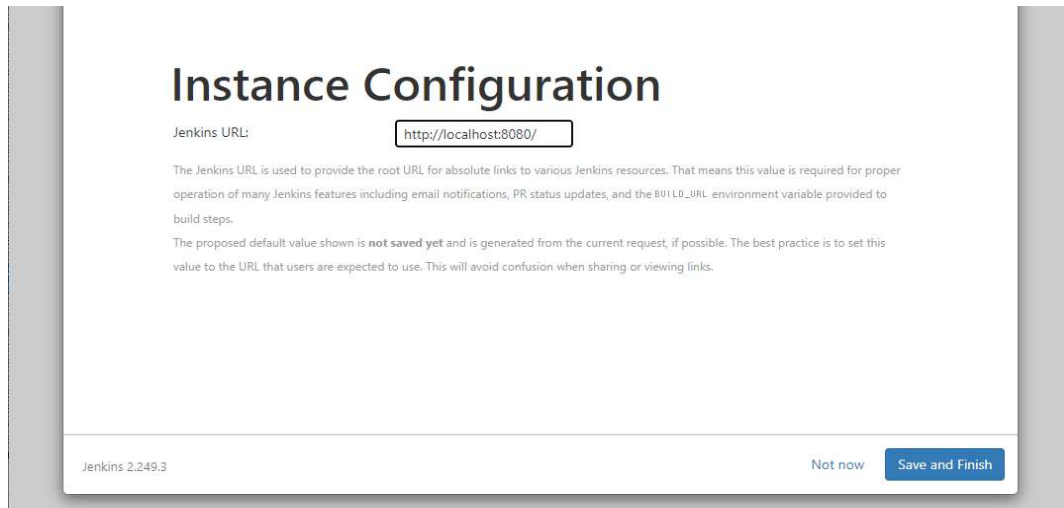 Instance Configuration
Jenkins URL: http://localhost:8080/
The Jenkins URL is used to provide the root URL for absolute links to various Jenkins resources. That means this value is required for proper
operation of many Jenkins features including email notifications, PR status updates, and the BUILD_URL environment variable provided to
build steps.
The proposed default value shown is not saved yet and is generated from the current request, if possible. The best practice is to set this
value to the URL that users are expected to use. This will avoid confusion when sharing or viewing links.
Jenkins 2.249.3 Not now Save and Finish